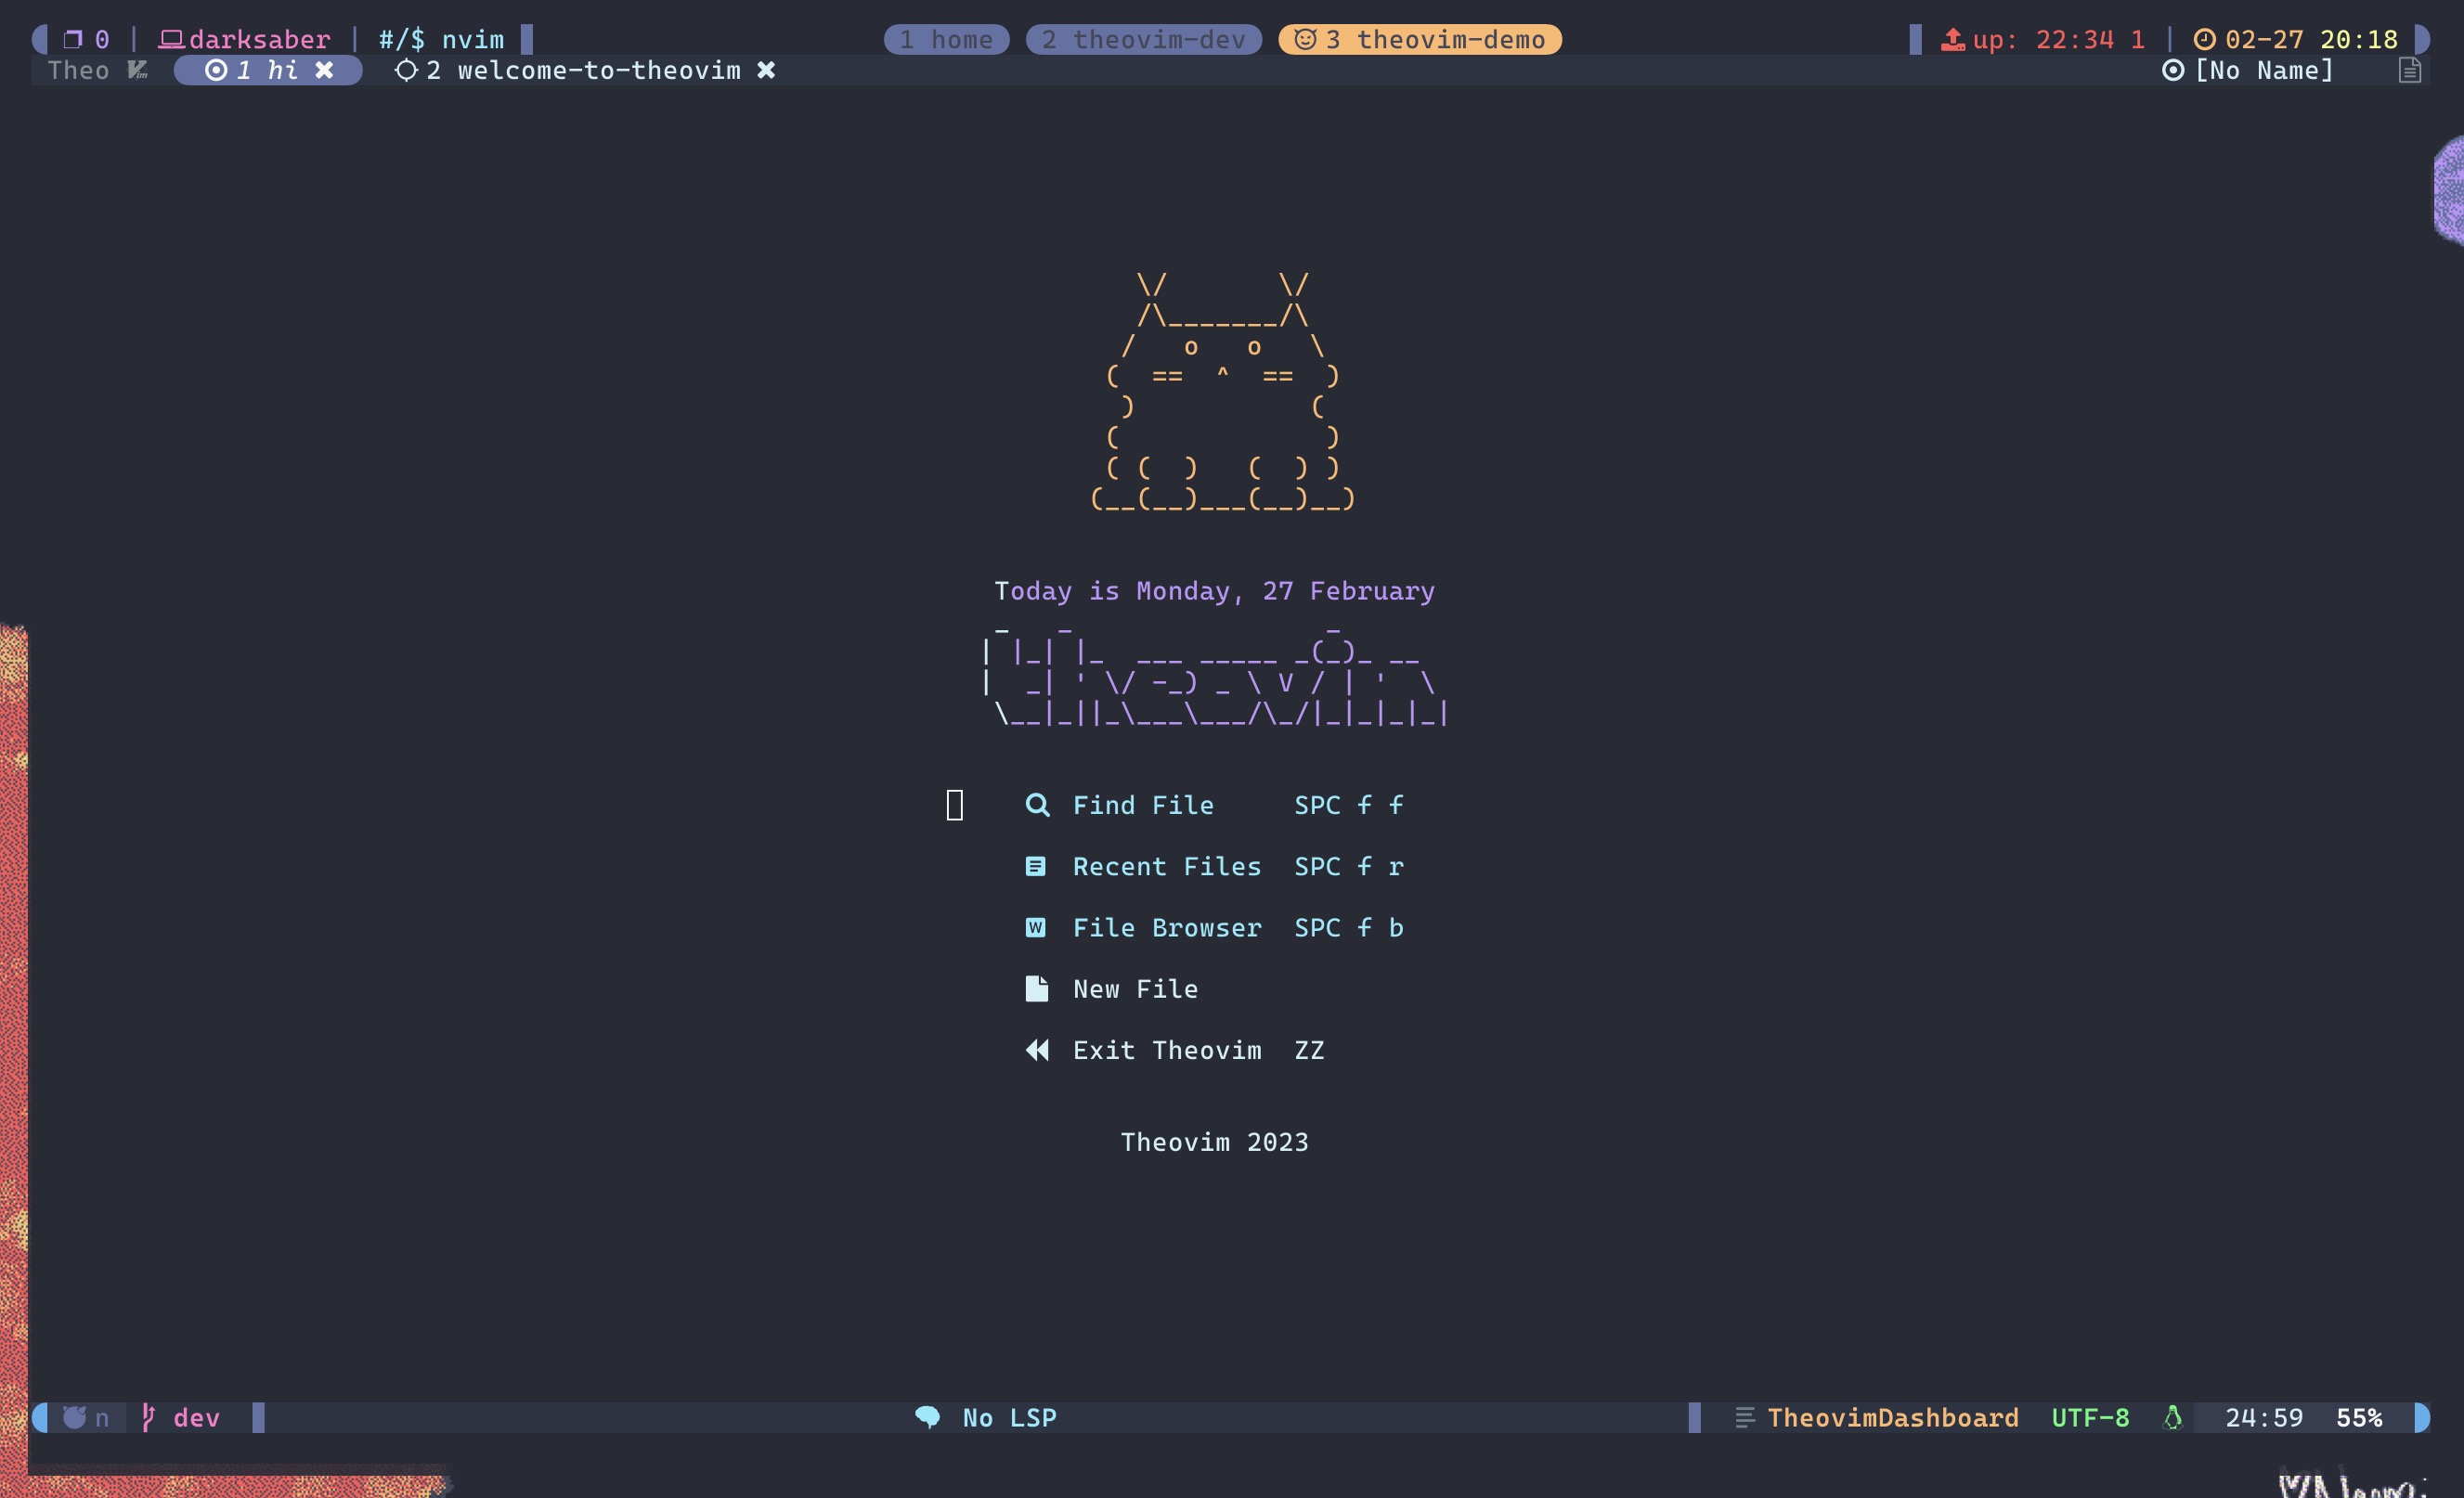 0 | darksaber | #/$ nvim 1 home 2 theovim-dev 3 theovim-demo up: 22:34 1 | 02-27 20:18
Theo 1 hi ✖ 2 welcome-to-theovim ✖ [No Name]
Today is Monday, 27 February
Find File SPC f f
Recent Files SPC f r
File Browser SPC f b
New File
Exit Theovim ZZ
Theovim 2023
n dev No LSP TheovimDashboard UTF-8 24:59 55%